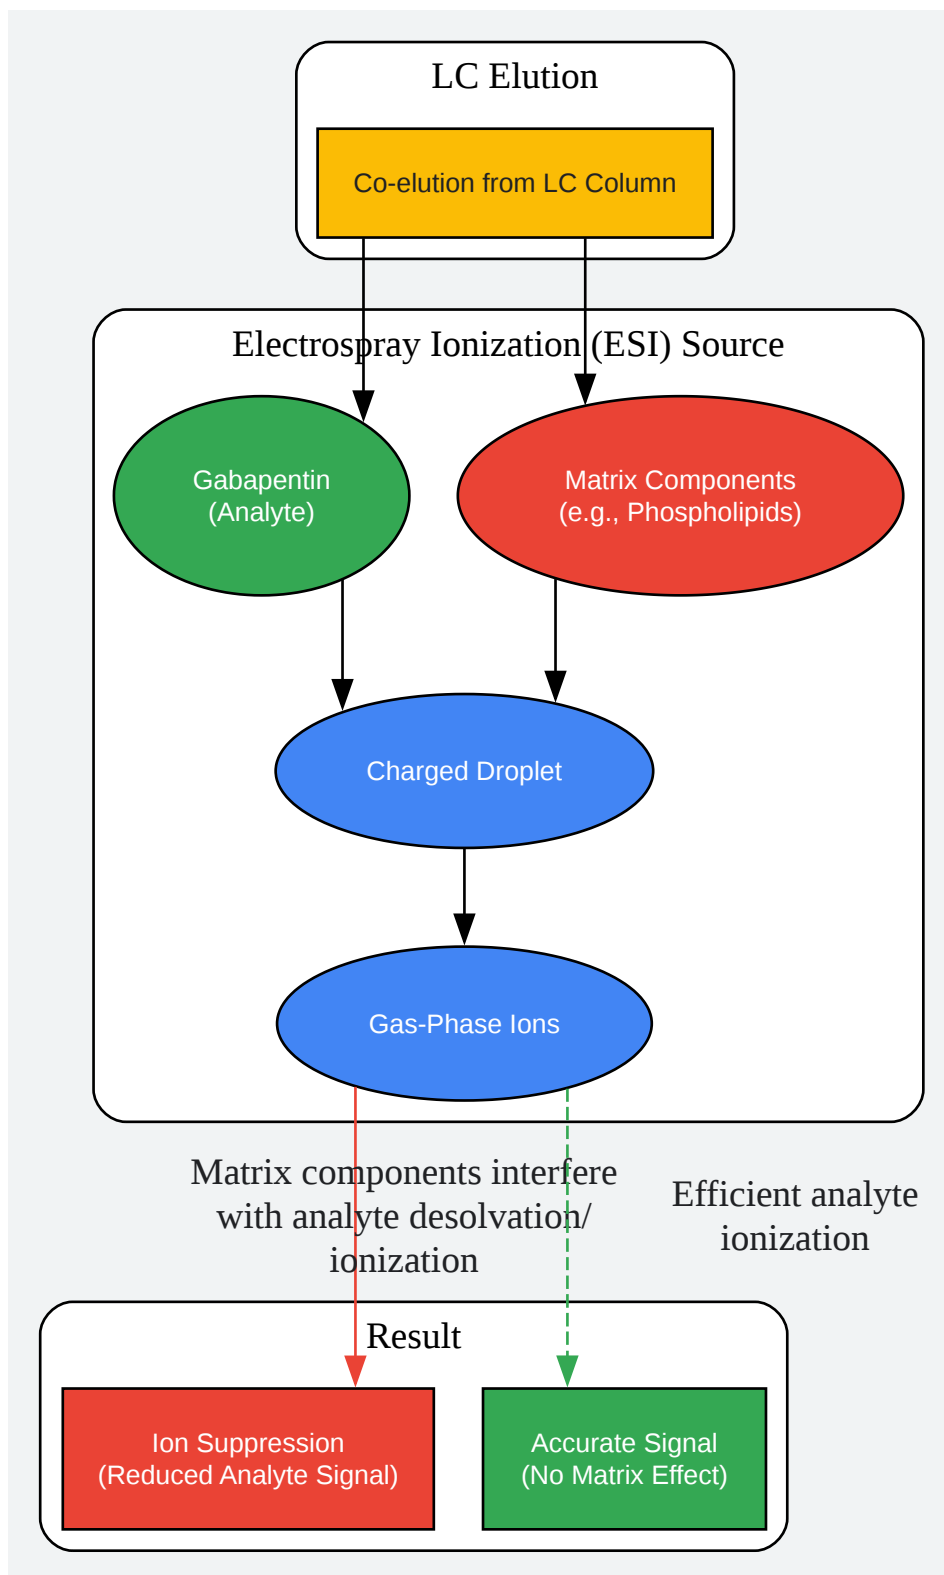 LC Elution
Co-elution from LC Column
Electrospray Ionization (ESI) Source
Gabapentin
(Analyte)
Matrix Components
(e.g., Phospholipids)
Charged Droplet
Gas-Phase Ions
Matrix components interfere
with analyte desolvation/
ionization
Efficient analyte
ionization
Result
Ion Suppression
(Reduced Analyte Signal)
Accurate Signal
(No Matrix Effect)